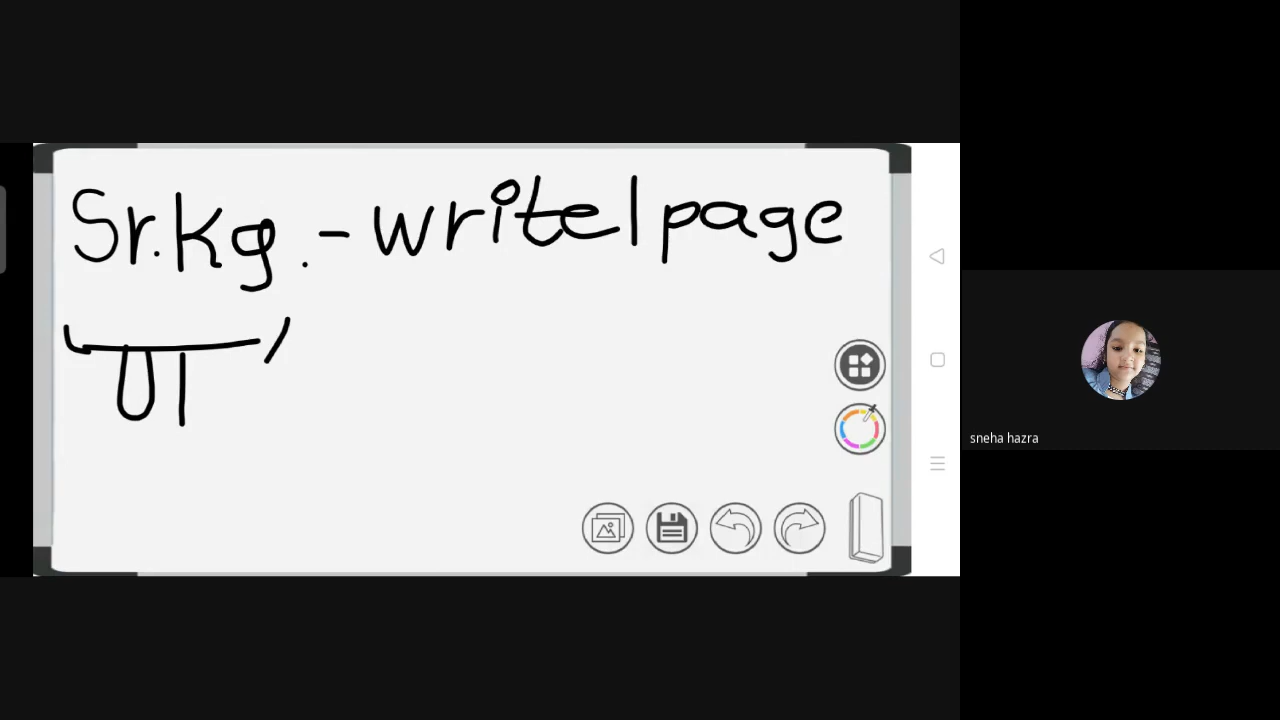 Sr.Kg. - write 1 page
'ण'
sneha hazra